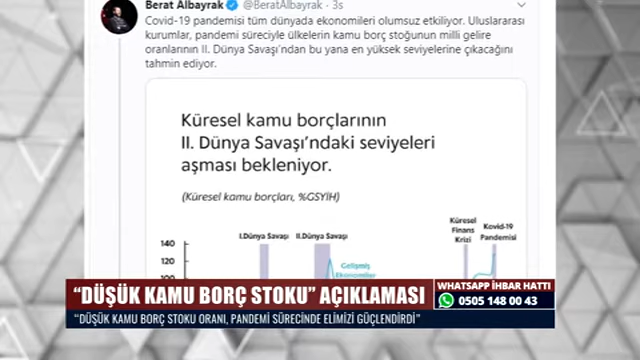 Berat Albayrak @BeratAlbayrak · 3s
Covid-19 pandemisi tüm dünyada ekonomileri olumsuz etkiliyor. Uluslararası
kurumlar, pandemi süreciyle ülkelerin kamu borç stoğunun milli gelire
oranlarının II. Dünya Savaşı'ndan bu yana en yüksek seviyelerine çıkacağını
tahmin ediyor.
Küresel kamu borçlarının
II. Dünya Savaşı'ndaki seviyeleri
aşması bekleniyor.
(Küresel kamu borçları, %GSYİH)
I.Dünya Savaşı II.Dünya Savaşı
Küresel
Finans
Krizi
Covid-19
Pandemisi
140
120
100
Gelişmiş
Ekonomiler
"DÜŞÜK KAMU BORÇ STOKU" AÇIKLAMASI
"DÜŞÜK KAMU BORÇ STOKU ORANI, PANDEMİ SÜRECİNDE ELİMİZİ GÜÇLENDİRDİ"
WHATSAPP İHBAR HATTI
0505 148 00 43